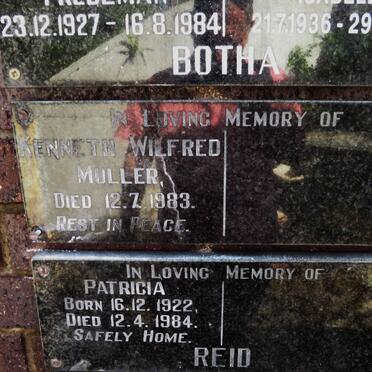 23.12.1927 - 16.8.1984 21.7.1936 - 29
BOTHA
IN LOVING MEMORY OF
KENNETH WILFRED
MULLER,
DIED 12.7.1983.
REST IN PEACE.
IN LOVING MEMORY OF
PATRICIA
BORN 16.12.1922,
DIED 12.4.1984.
SAFELY HOME.
REID